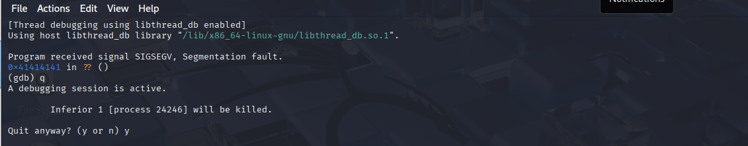 Notifications
File Actions Edit View Help
[Thread debugging using libthread_db enabled]
Using host libthread_db library "/lib/x86_64-linux-gnu/libthread_db.so.1".
Program received signal SIGSEGV, Segmentation fault.
0×41414141 in ?? ()
(gdb) q
A debugging session is active.
Inferior 1 [process 24246] will be killed.
Quit anyway? (y or n) y